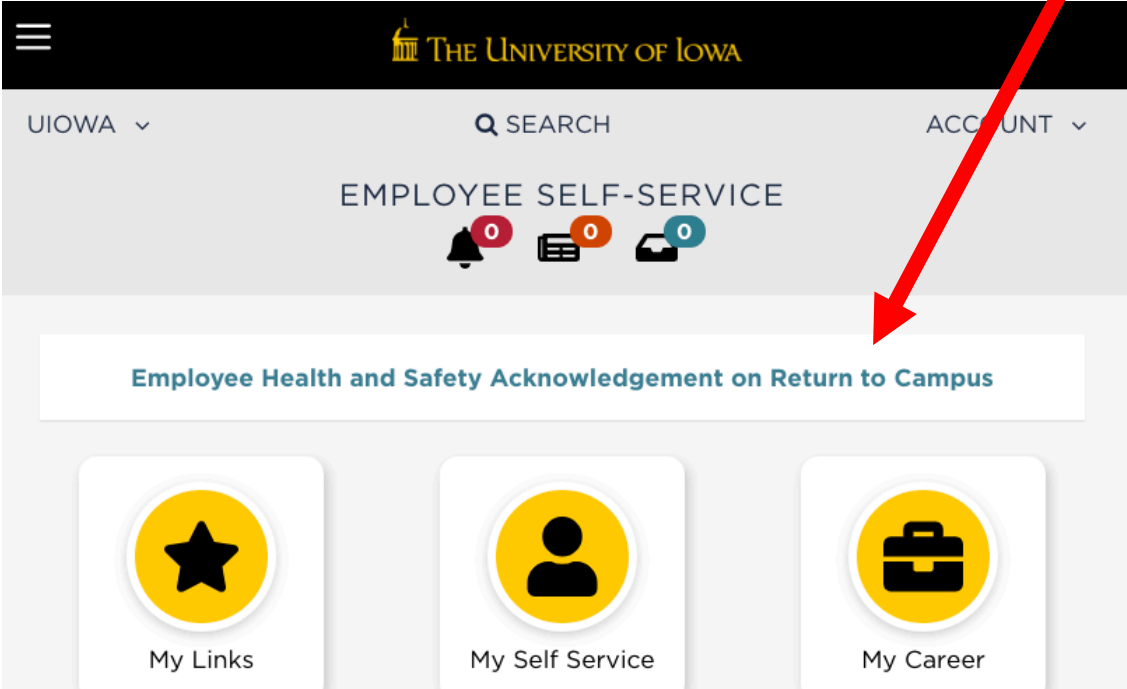 THE UNIVERSITY OF IOWA
UIOWA
SEARCH
ACCOUNT
EMPLOYEE SELF-SERVICE
0
0
0
Employee Health and Safety Acknowledgement on Return to Campus
My Links
My Self Service
My Career